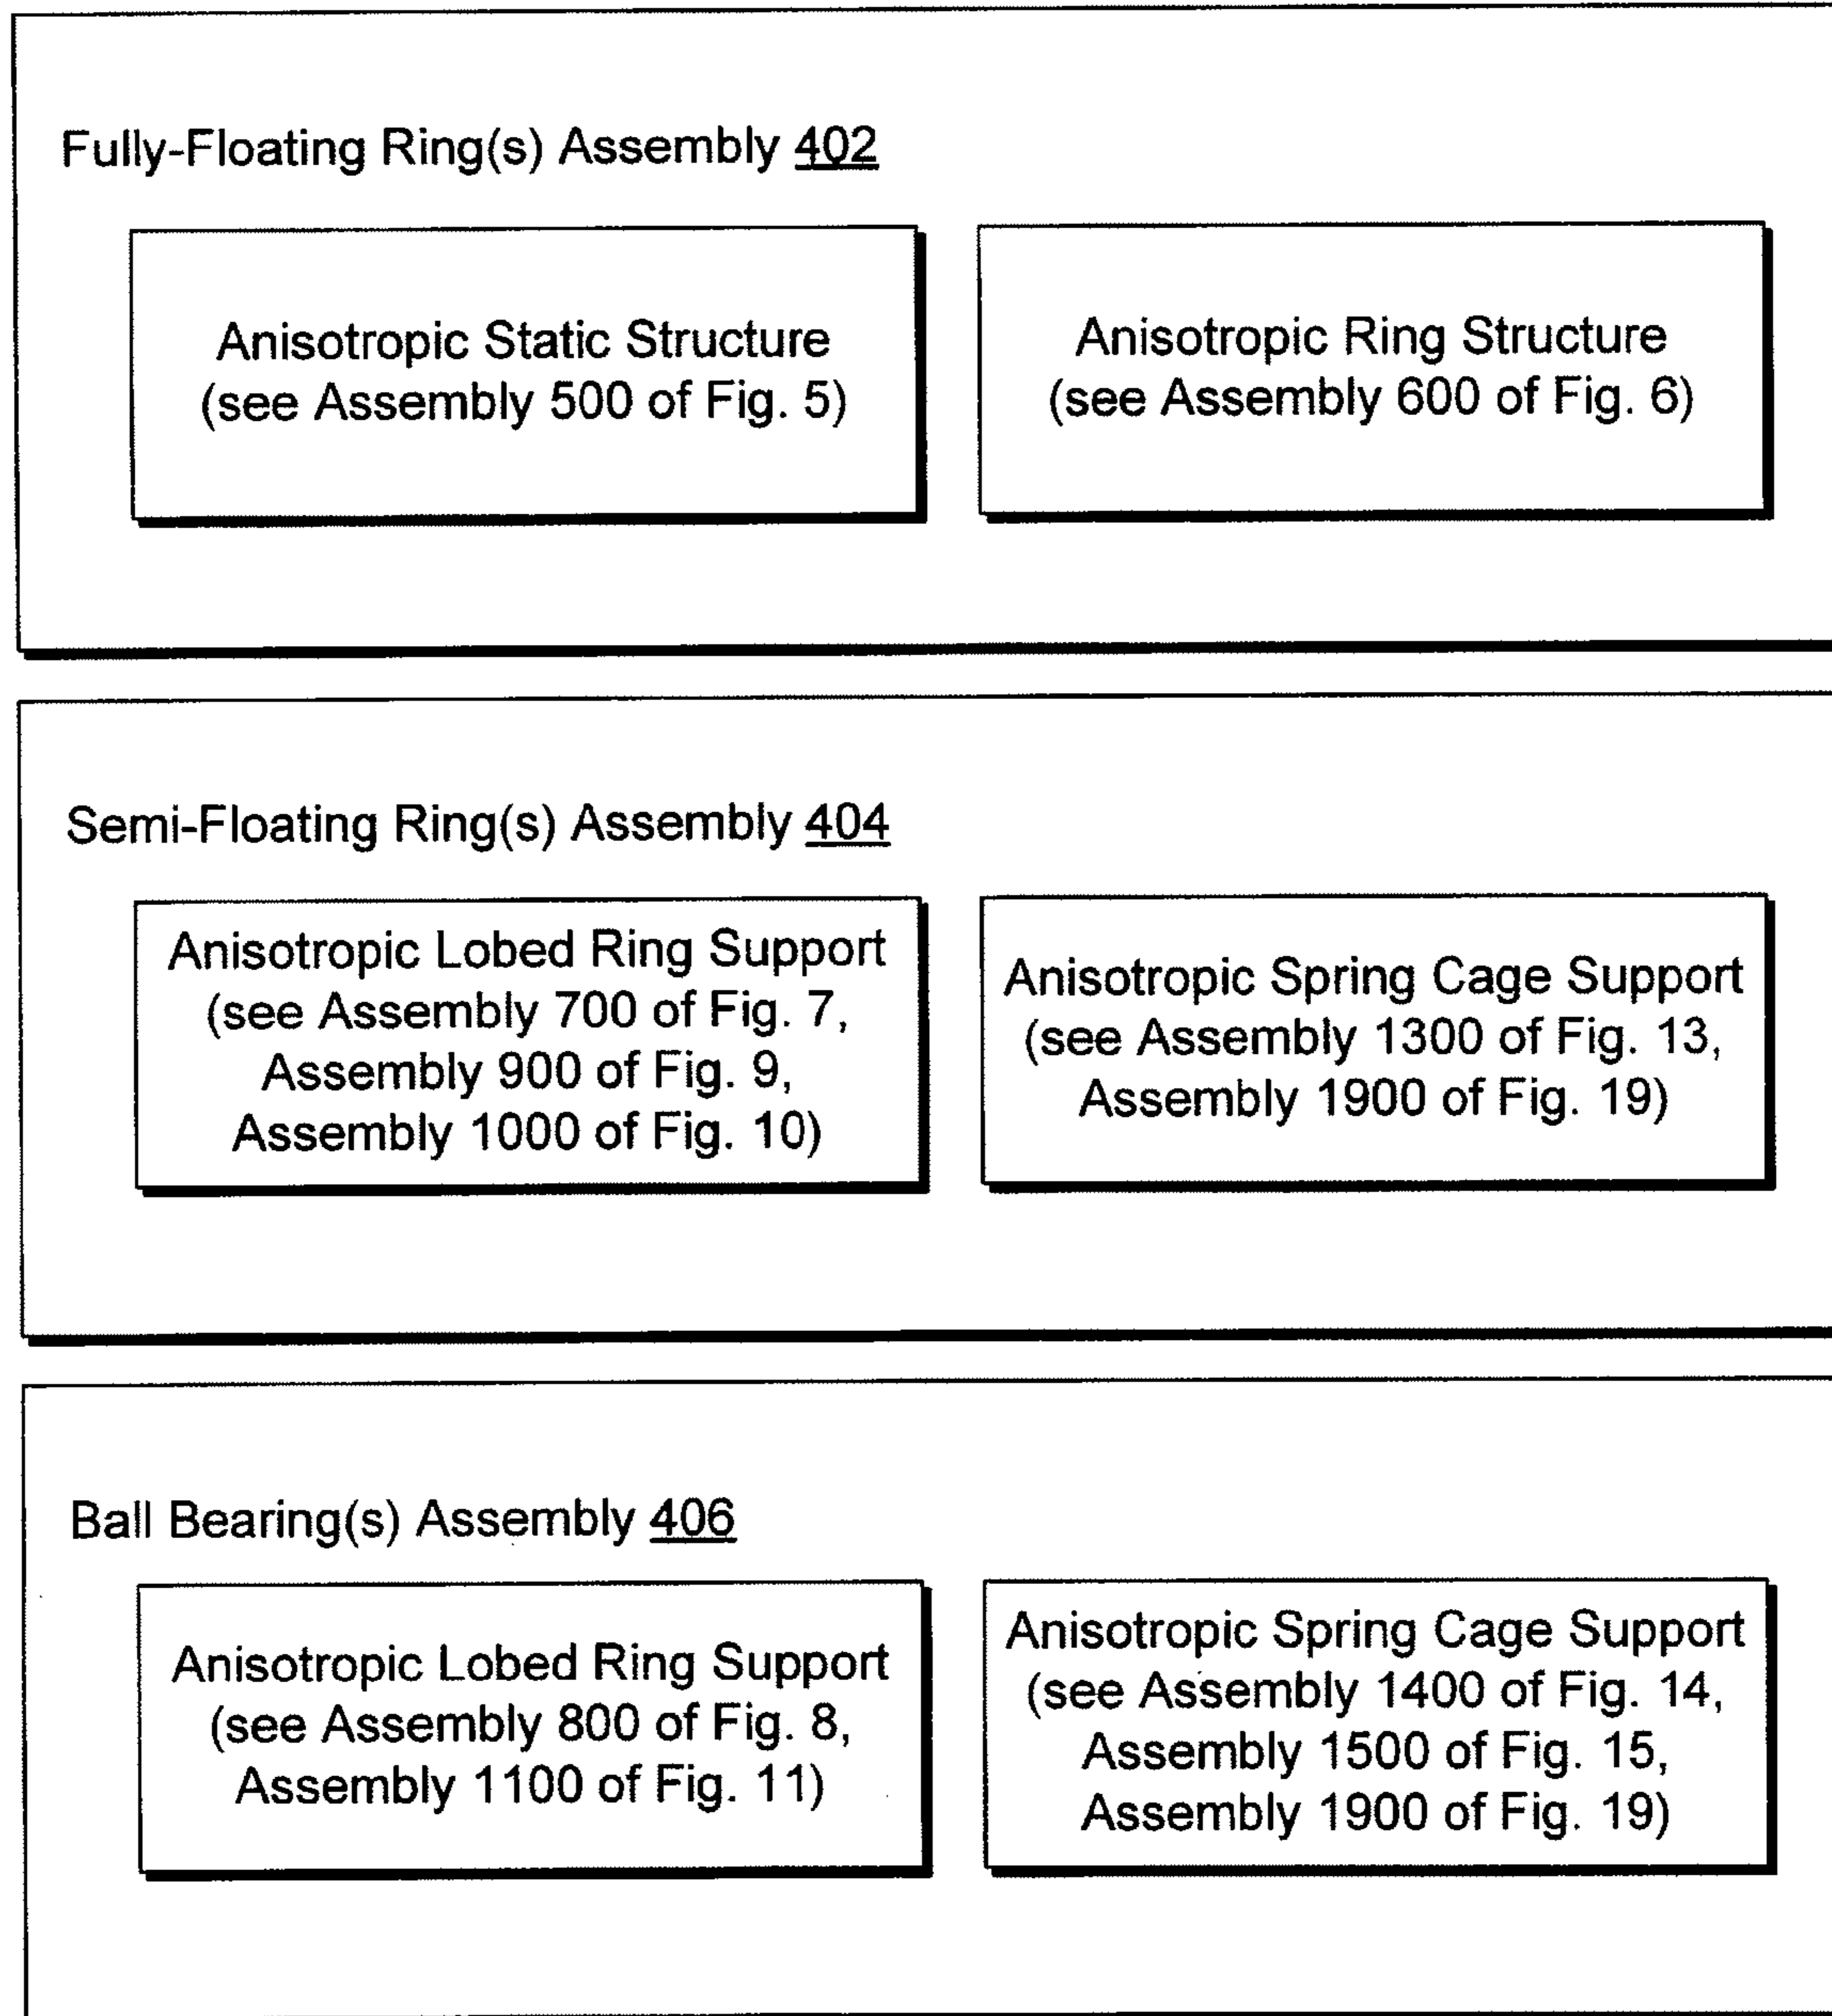 Fully-Floating Ring(s) Assembly 402
Anisotropic Static Structure
(see Assembly 500 of Fig. 5)
Anisotropic Ring Structure
(see Assembly 600 of Fig. 6)
Semi-Floating Ring(s) Assembly 404
Anisotropic Lobed Ring Support
(see Assembly 700 of Fig. 7,
Assembly 900 of Fig. 9,
Assembly 1000 of Fig. 10)
Anisotropic Spring Cage Support
(see Assembly 1300 of Fig. 13,
Assembly 1900 of Fig. 19)
Ball Bearing(s) Assembly 406
Anisotropic Lobed Ring Support
(see Assembly 800 of Fig. 8,
Assembly 1100 of Fig. 11)
Anisotropic Spring Cage Support
(see Assembly 1400 of Fig. 14,
Assembly 1500 of Fig. 15,
Assembly 1900 of Fig. 19)